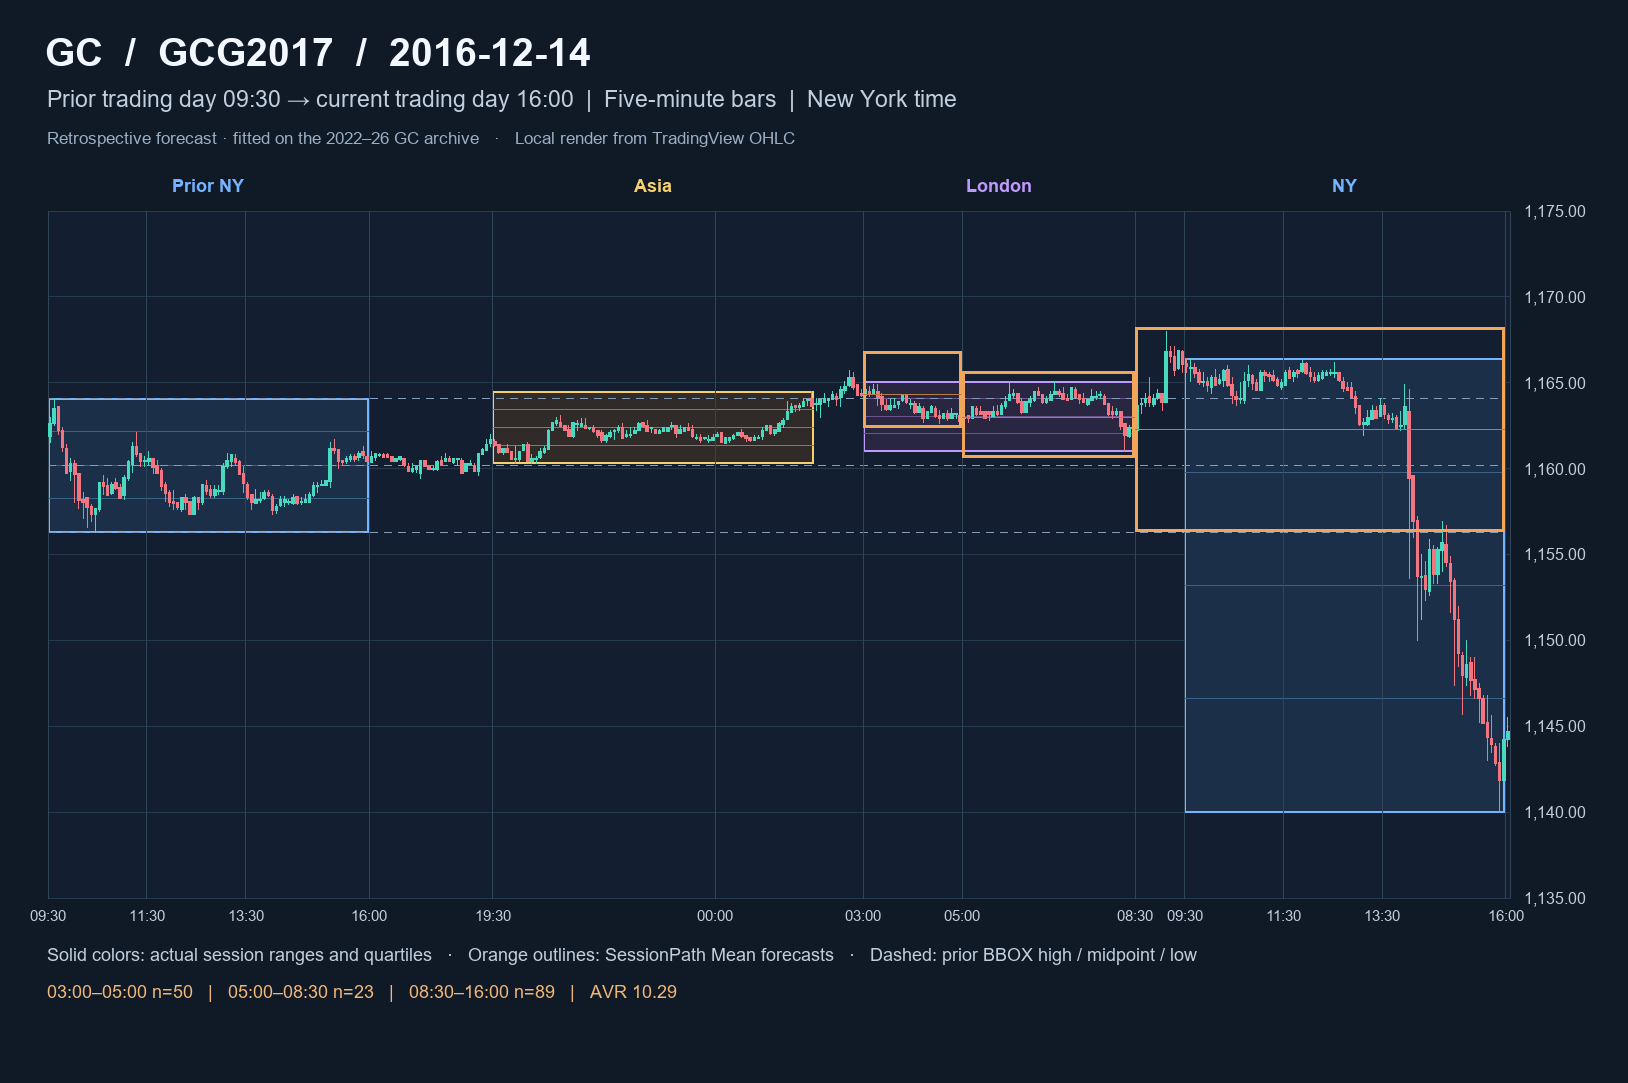 GC / GCG2017 / 2016-12-14
Prior trading day 09:30 → current trading day 16:00 | Five-minute bars | New York time
Retrospective forecast · fitted on the 2022–26 GC archive · Local render from TradingView OHLC
Prior NY Asia London NY
1,175.00
1,170.00
1,165.00
1,160.00
1,155.00
1,150.00
1,145.00
1,140.00
1,135.00
09:30 11:30 13:30 16:00 19:30 00:00 03:00 05:00 08:30 09:30 11:30 13:30 16:00
Solid colors: actual session ranges and quartiles · Orange outlines: SessionPath Mean forecasts · Dashed: prior BBOX high / midpoint / low
03:00–05:00 n=50 | 05:00–08:30 n=23 | 08:30–16:00 n=89 | AVR 10.29